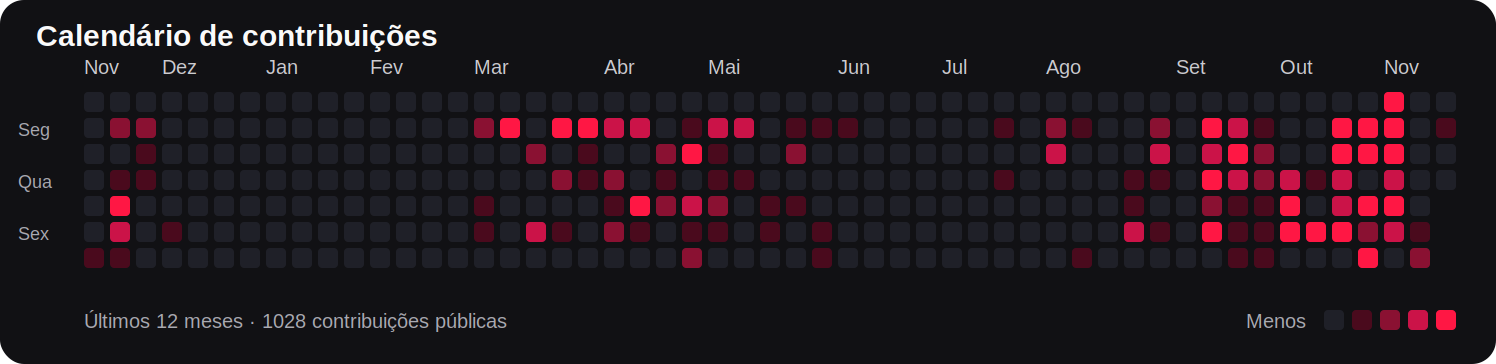 Calendário de contribuições
Nov Dez Jan Fev Mar Abr Mai Jun Jul Ago Set Out Nov
Seg
Qua
Sex
Últimos 12 meses · 1028 contribuições públicas
Menos